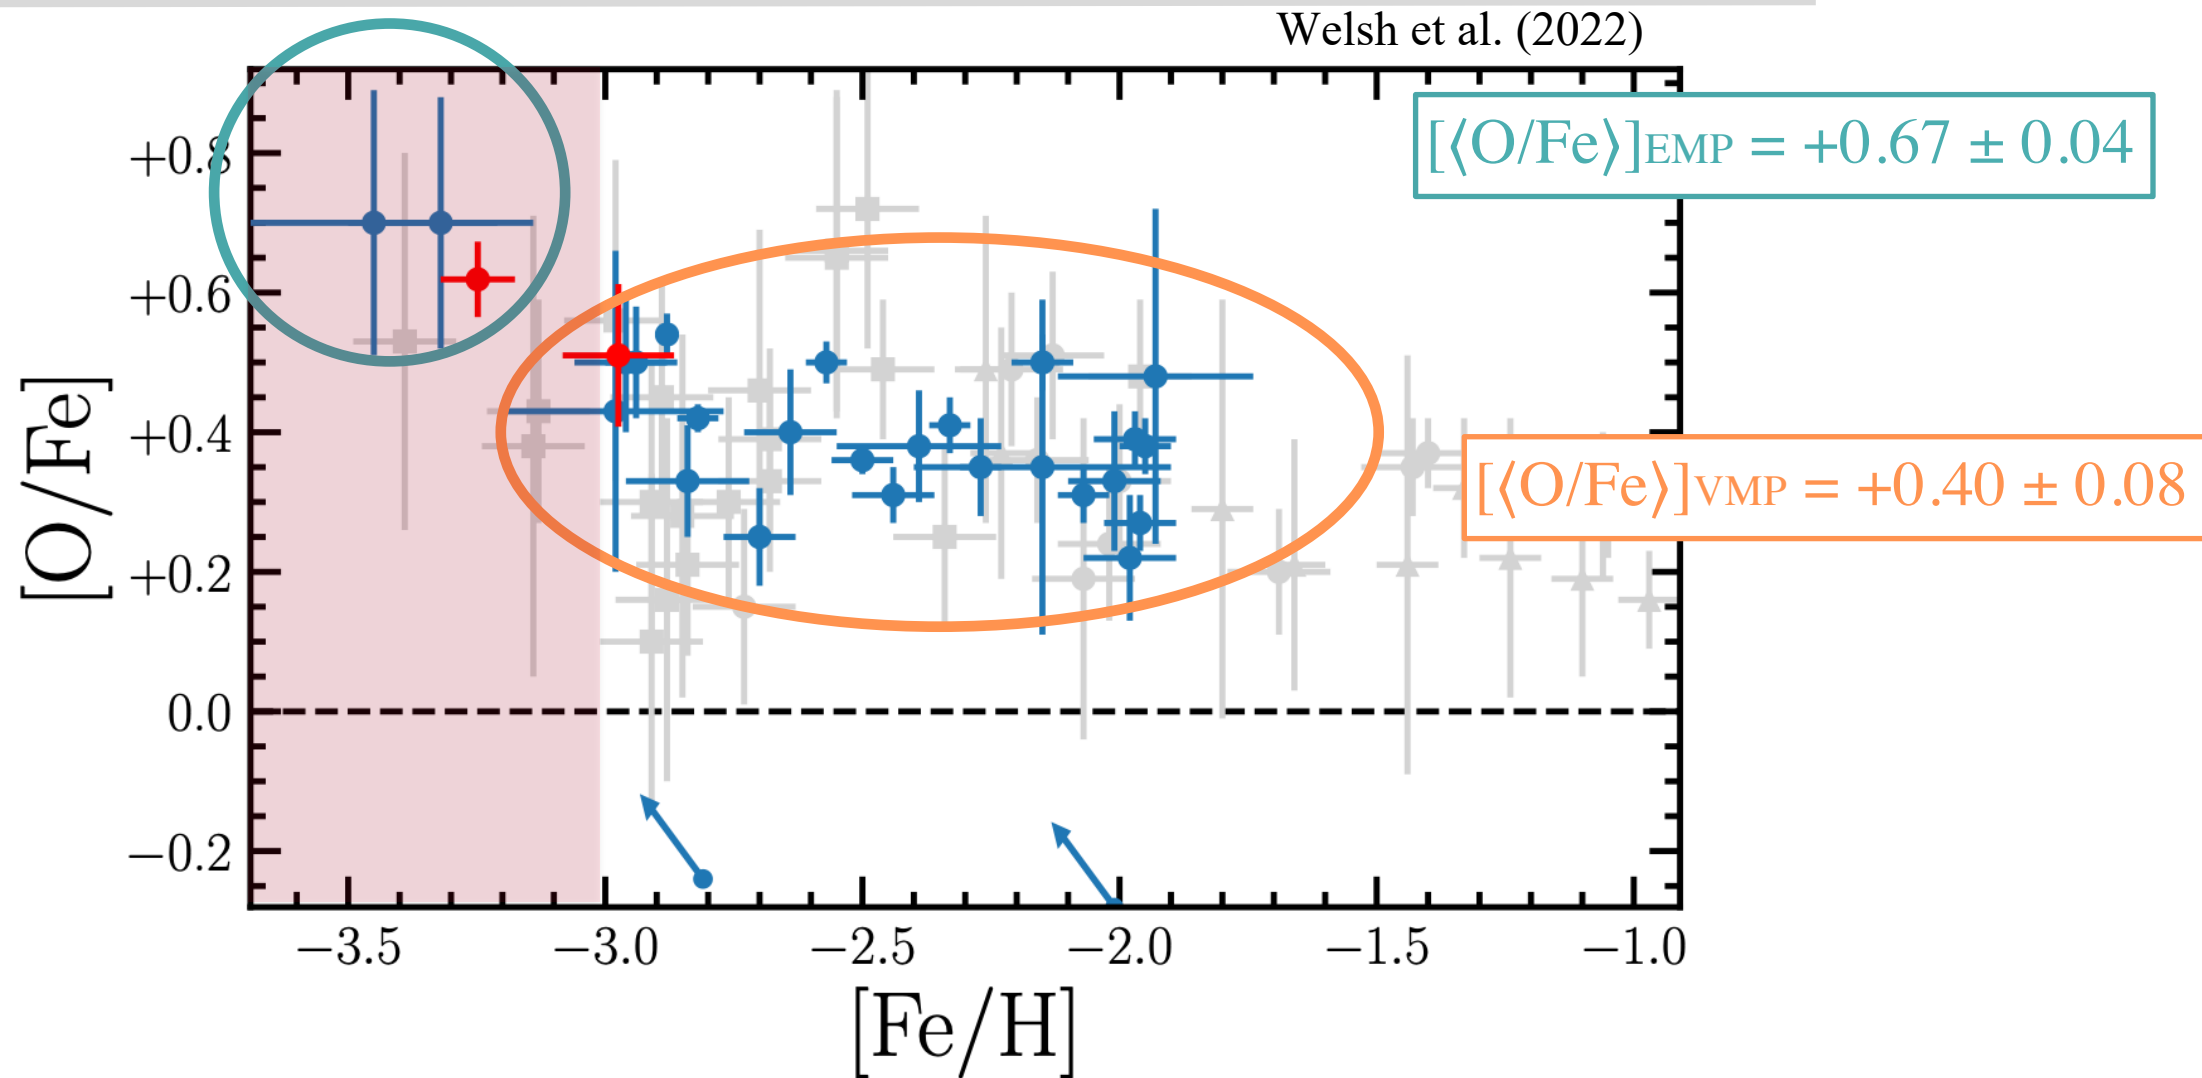 Welsh et al. (2022)
[⟨O/Fe⟩]EMP = +0.67 ± 0.04
[⟨O/Fe⟩]VMP = +0.40 ± 0.08
[O/Fe]
+0.8
+0.6
+0.4
+0.2
0.0
−0.2
−3.5 −3.0 −2.5 −2.0 −1.5 −1.0
[Fe/H]